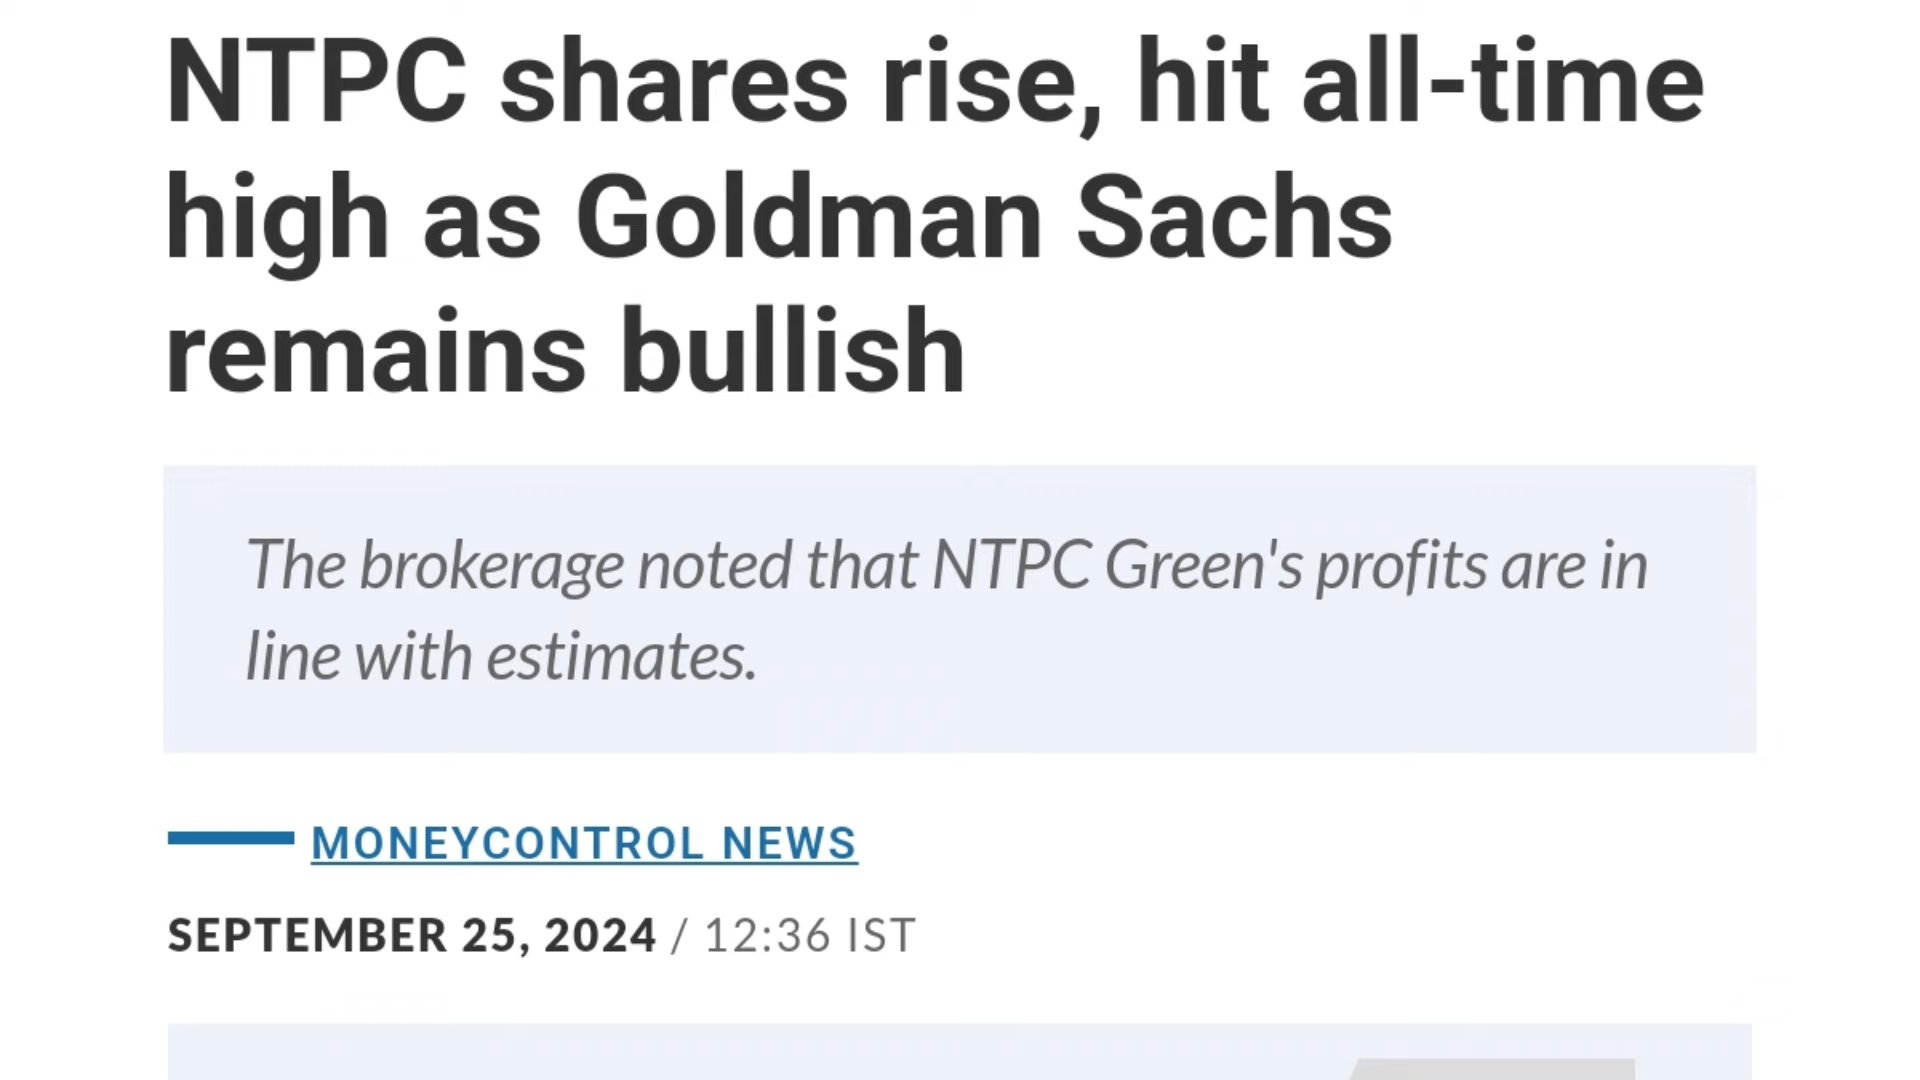 NTPC shares rise, hit all-time
high as Goldman Sachs
remains bullish
The brokerage noted that NTPC Green's profits are in
line with estimates.
MONEYCONTROL NEWS
SEPTEMBER 25, 2024 / 12:36 IST